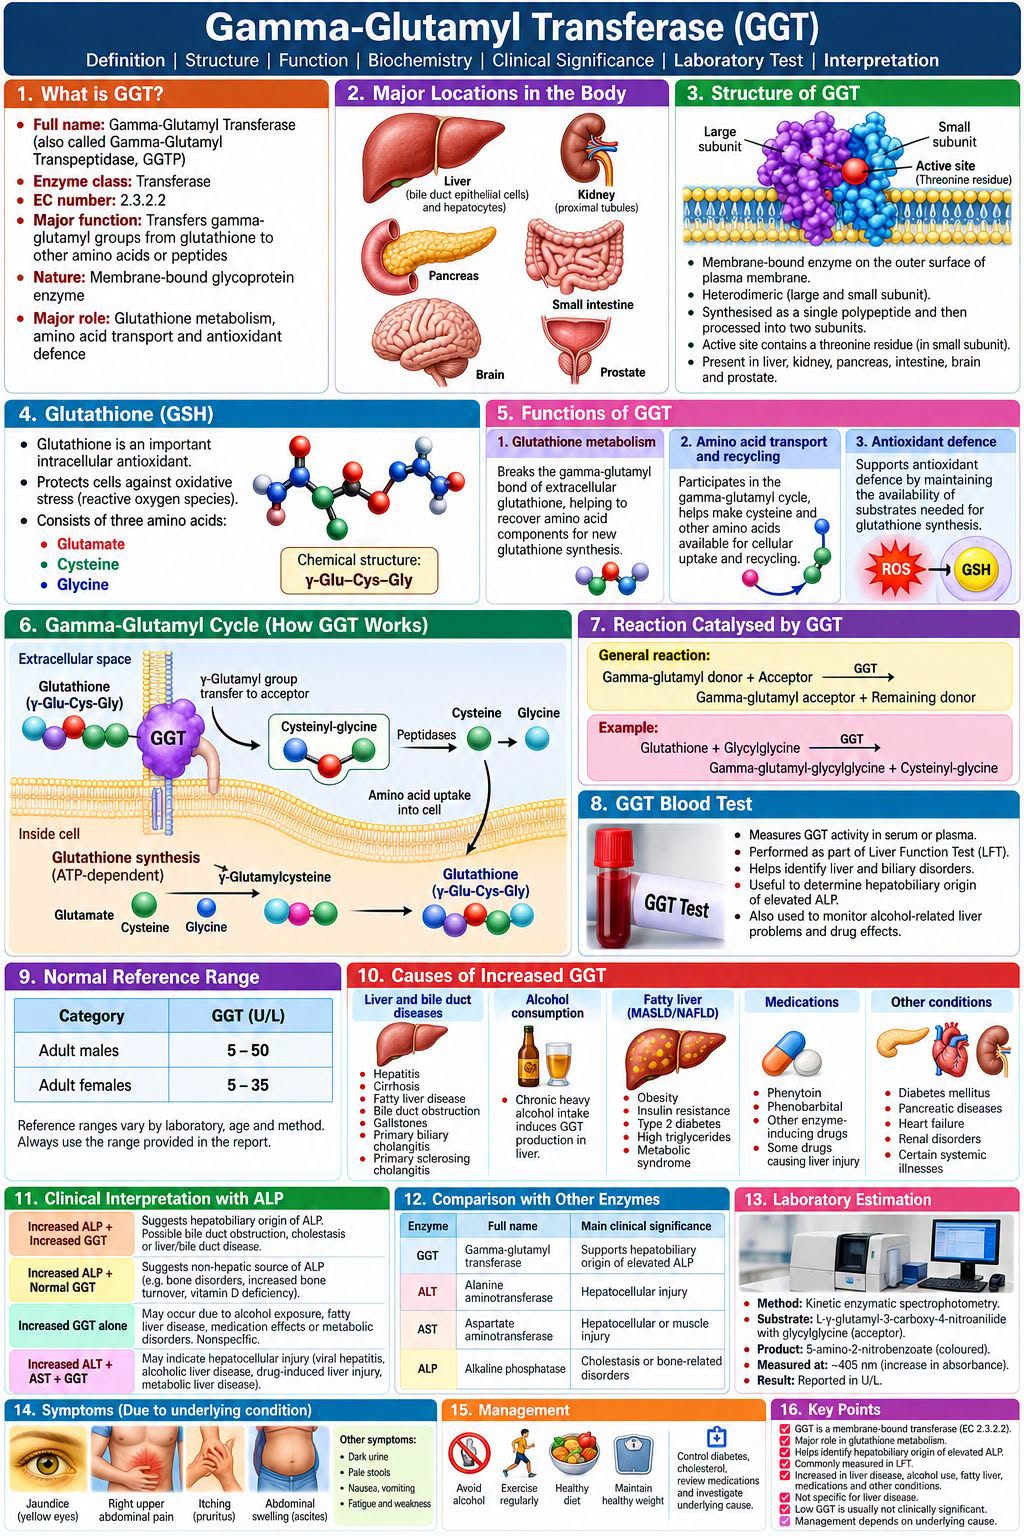 Gamma-Glutamyl Transferase (GGT)
Definition | Structure | Function | Biochemistry | Clinical Significance | Laboratory Test | Interpretation
1. What is GGT?
• Full name: Gamma-Glutamyl Transferase
(also called Gamma-Glutamyl
Transpeptidase, GGTP)
• Enzyme class: Transferase
• EC number: 2.3.2.2
• Major function: Transfers gamma-
glutamyl groups from glutathione to
other amino acids or peptides
• Nature: Membrane-bound glycoprotein
enzyme
• Major role: Glutathione metabolism,
amino acid transport and antioxidant
defence
2. Major Locations in the Body
Liver
(bile duct epithelial cells)
and hepatocytes)
Kidney
(proximal tubules)
Pancreas
Small intestine
Brain
Prostate
3. Structure of GGT
Large
subunit
Small
subunit
Active site
(Threonine residue)
• Membrane-bound enzyme on the outer surface of
plasma membrane.
• Heterodimeric (large and small subunit).
• Synthesised as a single polypeptide and then
processed into two subunits.
• Active site contains a threonine residue (in small subunit).
• Present in liver, kidney, pancreas, intestine, brain
and prostate.
4. Glutathione (GSH)
• Glutathione is an important
intracellular antioxidant.
• Protects cells against oxidative
stress (reactive oxygen species).
• Consists of three amino acids:
• Glutamate
• Cysteine
• Glycine
Chemical structure:
γ-Glu–Cys–Gly
5. Functions of GGT
1. Glutathione metabolism
Breaks the gamma-glutamyl
bond of extracellular
glutathione, helping to
recover amino acid
components for new
glutathione synthesis.
2. Amino acid transport
and recycling
Participates in the
gamma-glutamyl cycle,
helps make cysteine and
other amino acids
available for cellular
uptake and recycling.
3. Antioxidant defence
Supports antioxidant
defence by maintaining
the availability of
substrates needed for
glutathione synthesis.
ROS
GSH
6. Gamma-Glutamyl Cycle (How GGT Works)
Extracellular space
Glutathione
(γ-Glu-Cys-Gly)
GGT
γ-Glutamyl group
transfer to acceptor
Cysteinyl-glycine
Peptidases
Cysteine
Glycine
Amino acid uptake
into cell
Inside cell
Glutathione synthesis
(ATP-dependent)
γ-Glutamylcysteine
Glutamate
Cysteine
Glycine
Glutathione
(γ-Glu-Cys-Gly)
7. Reaction Catalysed by GGT
General reaction:
Gamma-glutamyl donor + Acceptor GGT
Gamma-glutamyl acceptor + Remaining donor
Example:
Glutathione + Glycylglycine GGT
Gamma-glutamyl-glycylglycine + Cysteinyl-glycine
8. GGT Blood Test
GGT Test
• Measures GGT activity in serum or plasma.
• Performed as part of Liver Function Test (LFT).
• Helps identify liver and biliary disorders.
• Useful to determine hepatobiliary origin
of elevated ALP.
• Also used to monitor alcohol-related liver
problems and drug effects.
9. Normal Reference Range
Category GGT (U/L)
Adult males 5 – 50
Adult females 5 – 35
Reference ranges vary by laboratory, age and method.
Always use the range provided in the report.
10. Causes of Increased GGT
Liver and bile duct
diseases
• Hepatitis
• Cirrhosis
• Fatty liver disease
• Bile duct obstruction
• Gallstones
• Primary biliary
cholangitis
• Primary sclerosing
cholangitis
Alcohol
consumption
• Chronic heavy
alcohol intake
induces GGT
production in
liver.
Fatty liver
(MASLD/NAFLD)
• Obesity
• Insulin resistance
• Type 2 diabetes
• High triglycerides
• Metabolic
syndrome
Medications
• Phenytoin
• Phenobarbital
• Other enzyme-
inducing drugs
• Some drugs
causing liver injury
Other conditions
• Diabetes mellitus
• Pancreatic diseases
• Heart failure
• Renal disorders
• Certain systemic
illnesses
11. Clinical Interpretation with ALP
Increased ALP +
Increased GGT
Suggests hepatobiliary origin of ALP.
Possible bile duct obstruction, cholestasis
or liver/bile duct disease.
Increased ALP +
Normal GGT
Suggests non-hepatic source of ALP
(e.g. bone disorders, increased bone
turnover, vitamin D deficiency).
Increased GGT alone
May occur due to alcohol exposure, fatty
liver disease, medication effects or metabolic
disorders. Nonspecific.
Increased ALT +
AST + GGT
May indicate hepatocellular injury (viral hepatitis,
alcoholic liver disease, drug-induced liver injury,
metabolic liver disease).
12. Comparison with Other Enzymes
Enzyme Full name Main clinical significance
GGT
Gamma-glutamyl
transferase
Supports hepatobiliary
origin of elevated ALP
ALT
Alanine
aminotransferase
Hepatocellular injury
AST
Aspartate
aminotransferase
Hepatocellular or muscle
injury
ALP
Alkaline phosphatase
Cholestasis or bone-related
disorders
13. Laboratory Estimation
• Method: Kinetic enzymatic spectrophotometry.
• Substrate: L-γ-glutamyl-3-carboxy-4-nitroanilide
with glycylglycine (acceptor).
• Product: 5-amino-2-nitrobenzoate (coloured).
• Measured at: ~405 nm (increase in absorbance).
• Result: Reported in U/L.
14. Symptoms (Due to underlying condition)
Jaundice
(yellow eyes)
Right upper
abdominal pain
Itching
(pruritus)
Abdominal
swelling (ascites)
Other symptoms:
• Dark urine
• Pale stools
• Nausea, vomiting
• Fatigue and weakness
15. Management
Avoid
alcohol
Exercise
regularly
Healthy
diet
Maintain
healthy weight
Control diabetes,
cholesterol,
review medications
and investigate
underlying cause.
16. Key Points
GGT is a membrane-bound transferase (EC 2.3.2.2).
Major role in glutathione metabolism.
Helps identify hepatobiliary origin of elevated ALP.
Commonly measured in LFT.
Increased in liver disease, alcohol use, fatty liver,
medications and other conditions.
Not specific for liver disease.
Low GGT is usually not clinically significant.
Management depends on underlying cause.